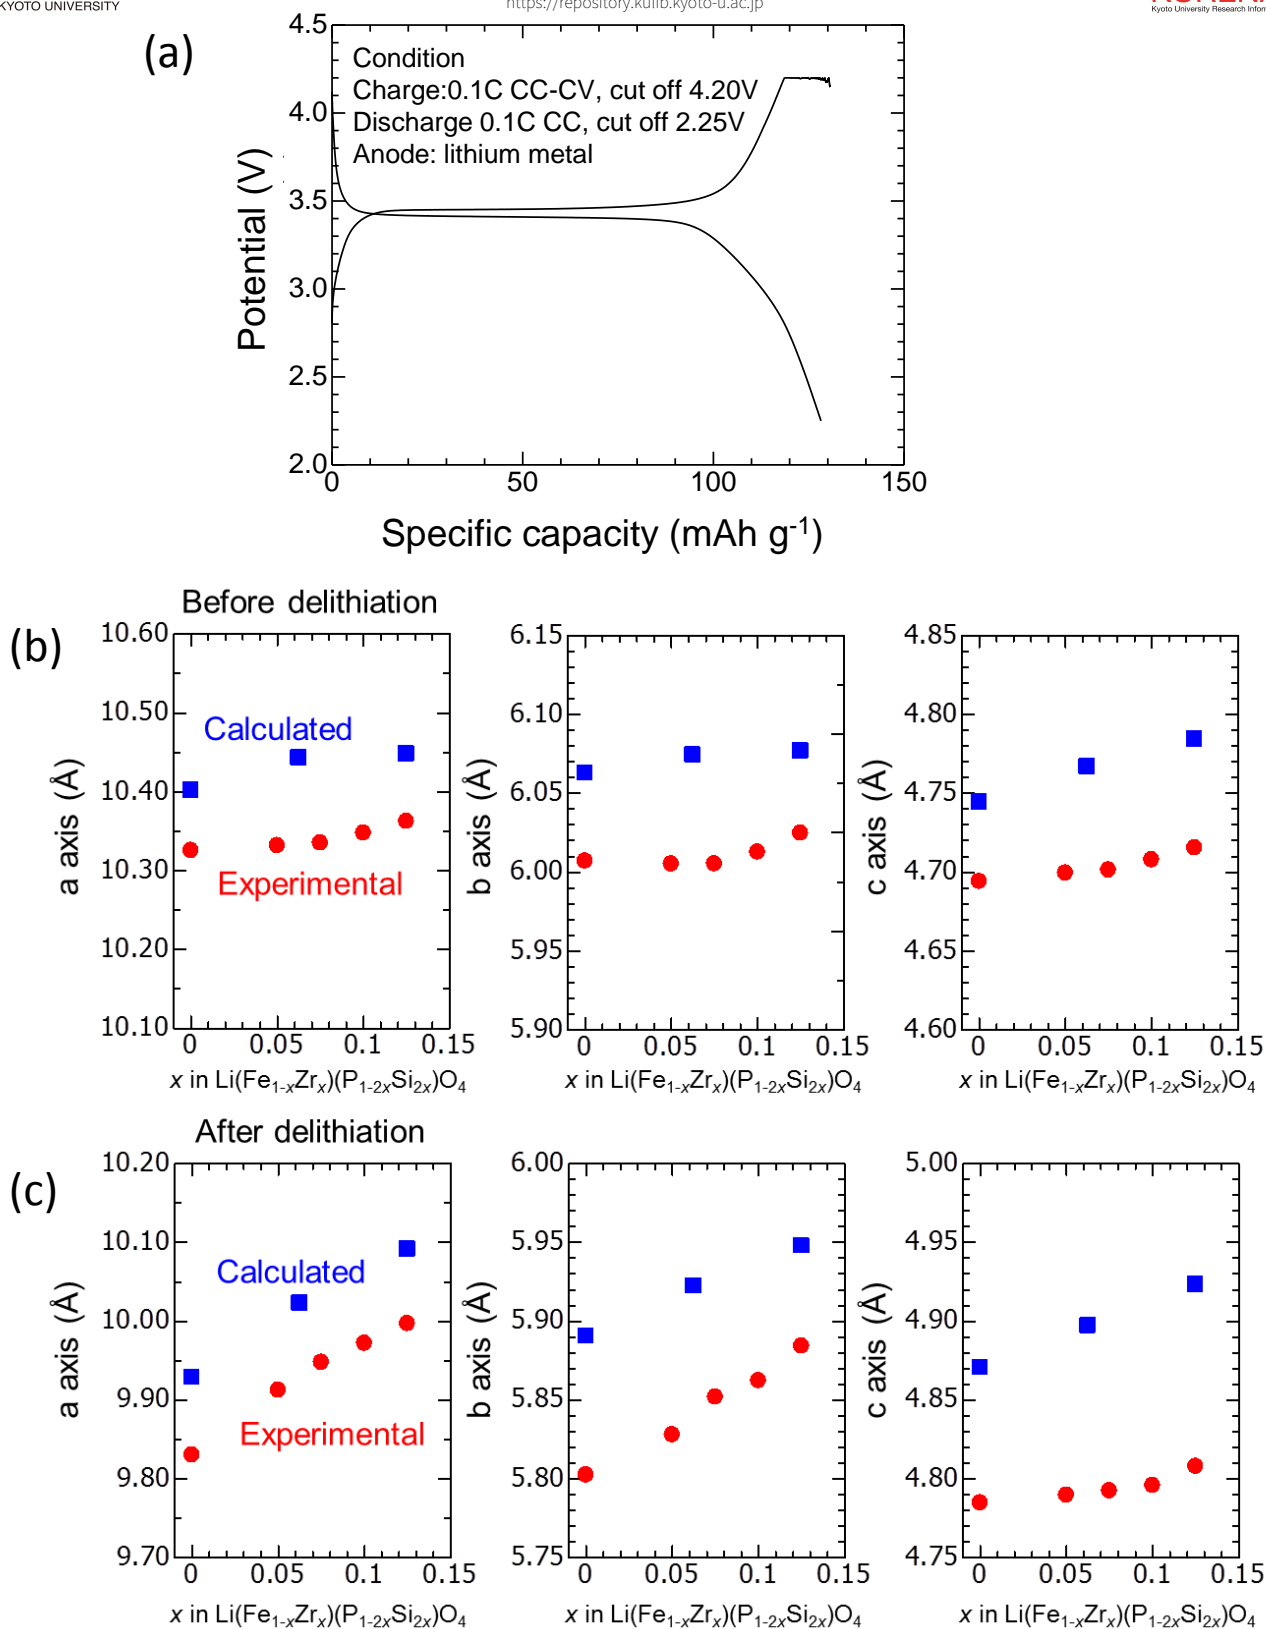 KYOTO UNIVERSITY
https://repository.kulib.kyoto-u.ac.jp
Kyoto University Research Infor
(a)
Condition
Charge:0.1C CC-CV, cut off 4.20V
Discharge 0.1C CC, cut off 2.25V
Anode: lithium metal
Potential (V)
4.5
4.0
3.5
3.0
2.5
2.0
0 50 100 150
Specific capacity (mAh g-1)
(b)
Before delithiation
a axis (Å)
10.60
10.50
10.40
10.30
10.20
10.10
Calculated
Experimental
0 0.05 0.10 0.15
x in Li(Fe1-xZrx)(P1-2xSi2x)O4
b axis (Å)
6.15
6.10
6.05
6.00
5.95
5.90
0 0.05 0.1 0.15
x in Li(Fe1-xZrx)(P1-2xSi2x)O4
c axis (Å)
4.85
4.80
4.75
4.70
4.65
4.60
0 0.05 0.1 0.15
x in Li(Fe1-xZrx)(P1-2xSi2x)O4
(c)
After delithiation
a axis (Å)
10.20
10.10
10.00
9.90
9.80
9.70
Calculated
Experimental
0 0.05 0.10 0.15
x in Li(Fe1-xZrx)(P1-2xSi2x)O4
b axis (Å)
6.00
5.95
5.90
5.85
5.80
5.75
0 0.05 0.1 0.15
x in Li(Fe1-xZrx)(P1-2xSi2x)O4
c axis (Å)
5.00
4.95
4.90
4.85
4.80
4.75
0 0.05 0.1 0.15
x in Li(Fe1-xZrx)(P1-2xSi2x)O4